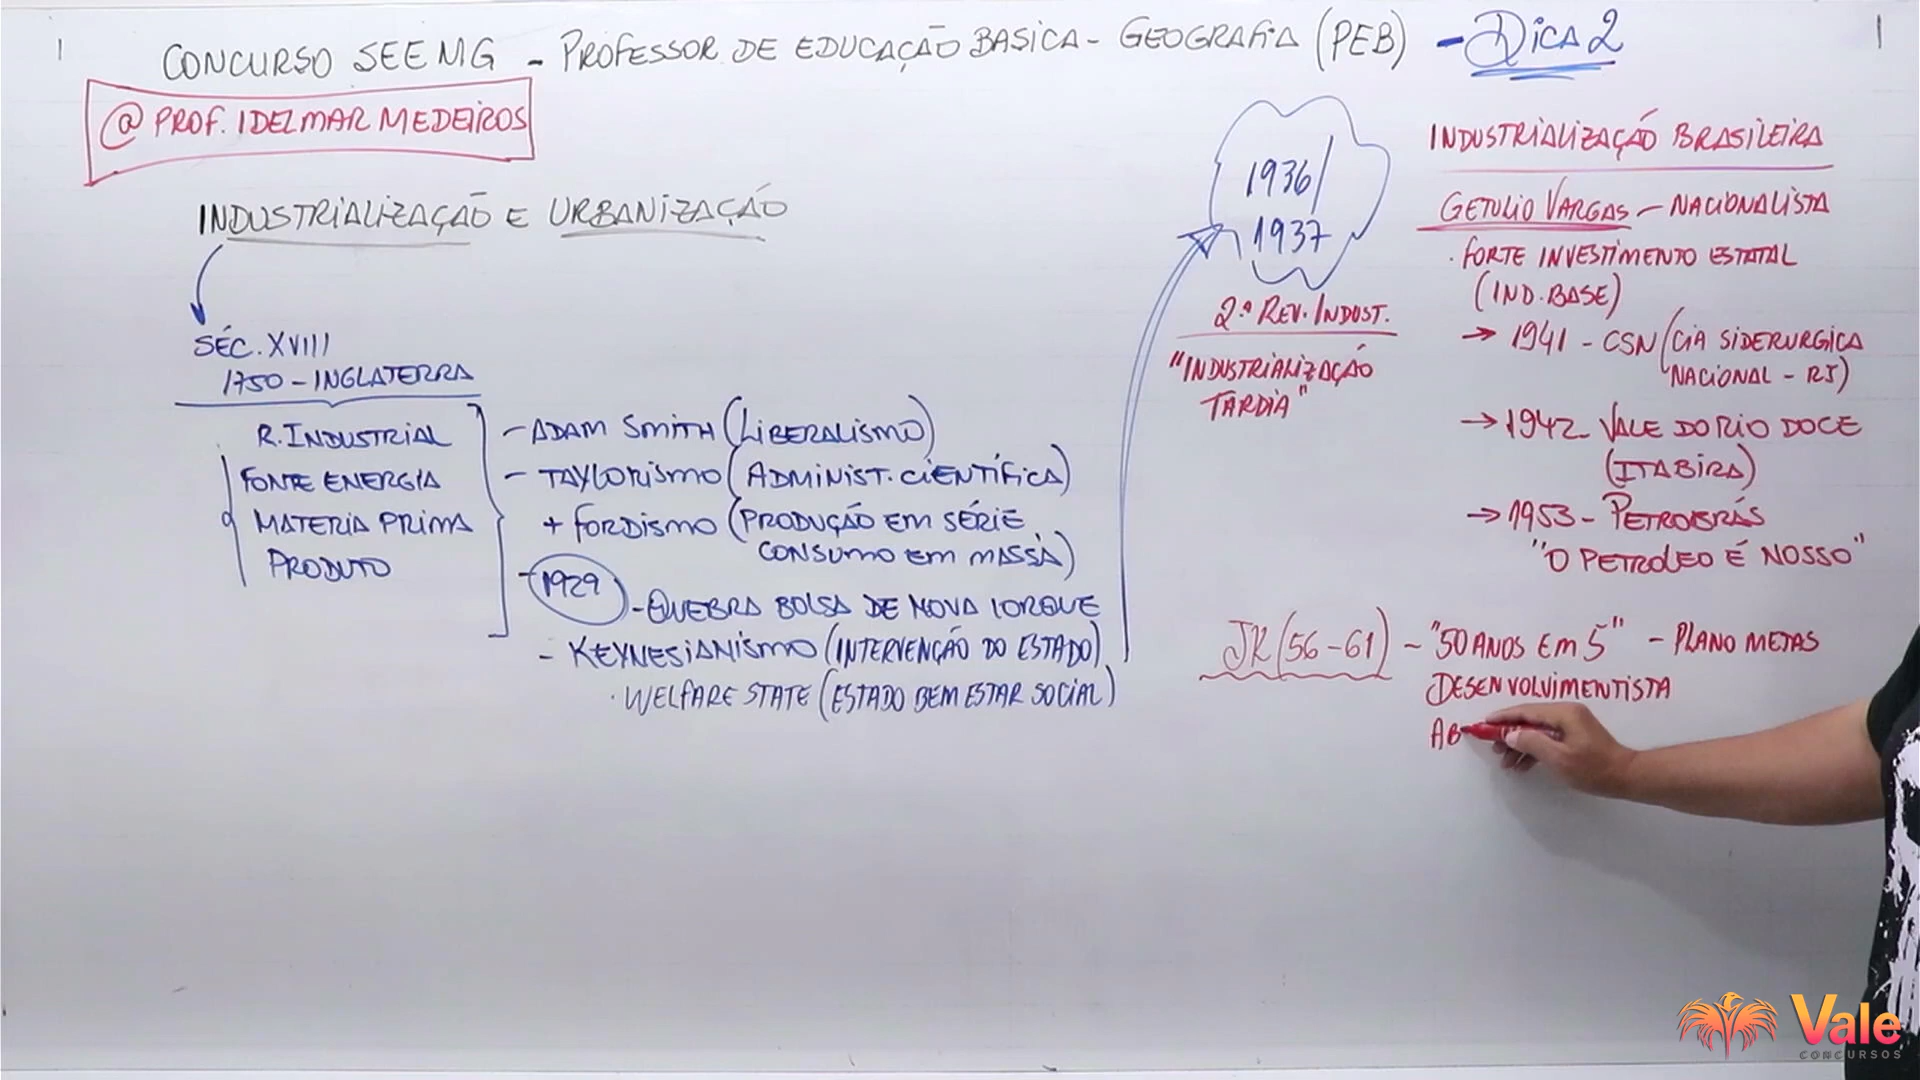 CONCURSO SEE MG - PROFESSOR DE EDUCAÇÃO BASICA - GEOGRAFIA (PEB) - DICA 2
@ PROF. IDELMAR MEDEIROS
INDUSTRIALIZAÇÃO E URBANIZAÇÃO
SÉC. XVIII
1750 - INGLATERRA
R. INDUSTRIAL
FONTE ENERGIA
MATERIA PRIMA
PRODUTO
- ADAM SMITH (LIBERALISMO)
- TAYLORISMO (ADMINIST. CIENTÍFICA)
+ FORDISMO (PRODUÇÃO EM SÉRIE
CONSUMO EM MASSA)
- 1929
- QUEBRA BOLSA DE NOVA IORQUE
- KEYNESIANISMO (INTERVENÇÃO DO ESTADO)
· WELFARE STATE (ESTADO BEM ESTAR SOCIAL)
1936/
1937
2ª REV. INDUST.
"INDUSTRIALIZAÇÃO
TARDIA"
INDUSTRIALIZAÇÃO BRASILEIRA
GETULIO VARGAS - NACIONALISTA
· FORTE INVESTIMENTO ESTATAL
(IND. BASE)
→ 1941 - CSN (CIA SIDERURGICA
NACIONAL - RJ)
→ 1942 - VALE DO RIO DOCE
(ITABIRA)
→ 1953 - PETROBRÁS
"O PETROLEO É NOSSO"
JK (56-61) - "50 ANOS EM 5" - PLANO METAS
DESENVOLVIMENTISTA
AB
Vale
CONCURSOS